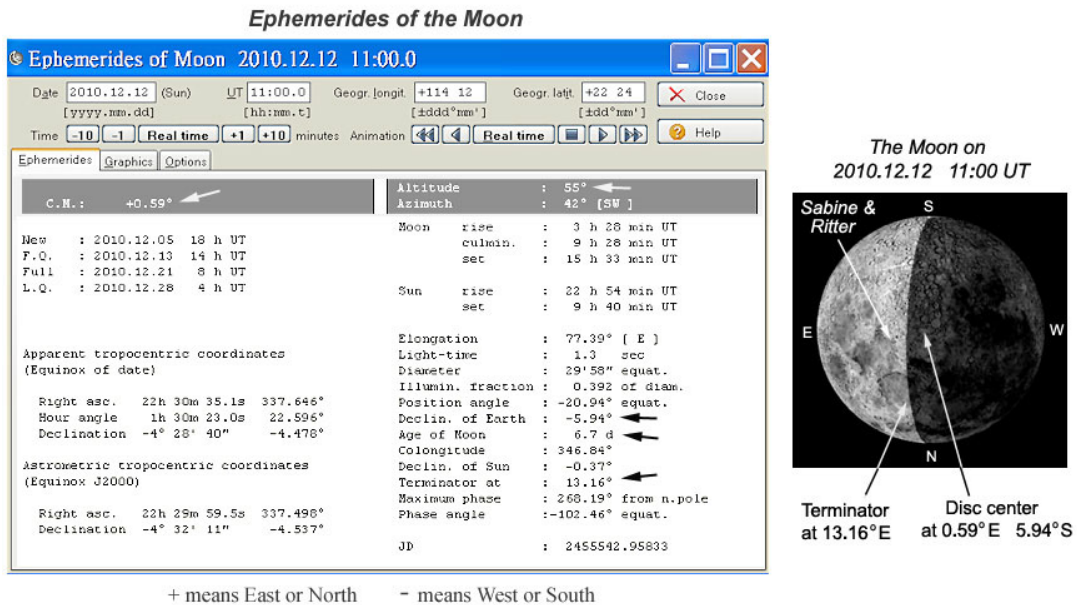 Ephemerides of the Moon
Ephemerides of Moon 2010.12.12 11:00.0
Date 2010.12.12 (Sun) UT 11:00.0 Geogr. longit. +114 12 Geogr. latit. +22 24 Close
[yyyy.mm.dd] [hh:mm.t] [±ddd°mm'] [±dd°mm']
Time -10 -1 Real time +1 +10 minutes Animation Real time Help
Ephemerides Graphics Options
C.M.: +0.59°
New : 2010.12.05 18 h UT
F.Q. : 2010.12.13 14 h UT
Full : 2010.12.21 8 h UT
L.Q. : 2010.12.28 4 h UT
Apparent tropocentric coordinates
(Equinox of date)
Right asc. 22h 30m 35.1s 337.646°
Hour angle 1h 30m 23.0s 22.596°
Declination -4° 28' 40" -4.478°
Astrometric tropocentric coordinates
(Equinox J2000)
Right asc. 22h 29m 59.5s 337.498°
Declination -4° 32' 11" -4.537°
Altitude : 55°
Azimuth : 42° [SW ]
Moon rise : 3 h 28 min UT
culmin. : 9 h 28 min UT
set : 15 h 33 min UT
Sun rise : 22 h 54 min UT
set : 9 h 40 min UT
Elongation : 77.39° [ E ]
Light-time : 1.3 sec
Diameter : 29'58" equat.
Illumin. fraction : 0.392 of diam.
Position angle : -20.94° equat.
Declin. of Earth : -5.94°
Age of Moon : 6.7 d
Colongitude : 346.84°
Declin. of Sun : -0.37°
Terminator at : 13.16°
Maximum phase : 268.19° from n.pole
Phase angle :-102.46° equat.
JD : 2455542.95833
+ means East or North - means West or South
The Moon on
2010.12.12 11:00 UT
Sabine &
Ritter
S
E
W
N
Terminator
at 13.16°E
Disc center
at 0.59°E 5.94°S